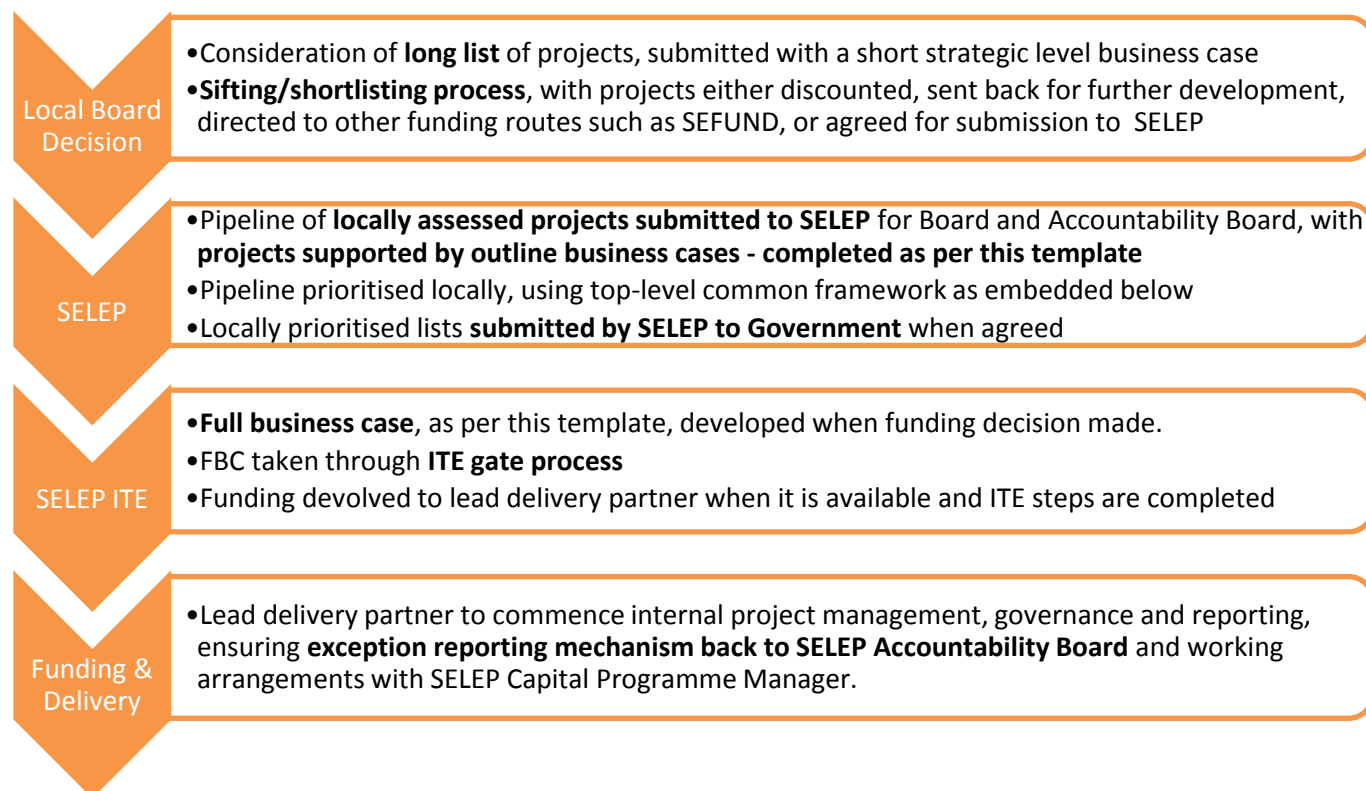 Local Board
Decision
•Consideration of long list of projects, submitted with a short strategic level business case
•Sifting/shortlisting process, with projects either discounted, sent back for further development,
directed to other funding routes such as SEFUND, or agreed for submission to SELEP
SELEP
•Pipeline of locally assessed projects submitted to SELEP for Board and Accountability Board, with
projects supported by outline business cases - completed as per this template
•Pipeline prioritised locally, using top-level common framework as embedded below
•Locally prioritised lists submitted by SELEP to Government when agreed
SELEP ITE
•Full business case, as per this template, developed when funding decision made.
•FBC taken through ITE gate process
•Funding devolved to lead delivery partner when it is available and ITE steps are completed
Funding &
Delivery
•Lead delivery partner to commence internal project management, governance and reporting,
ensuring exception reporting mechanism back to SELEP Accountability Board and working
arrangements with SELEP Capital Programme Manager.